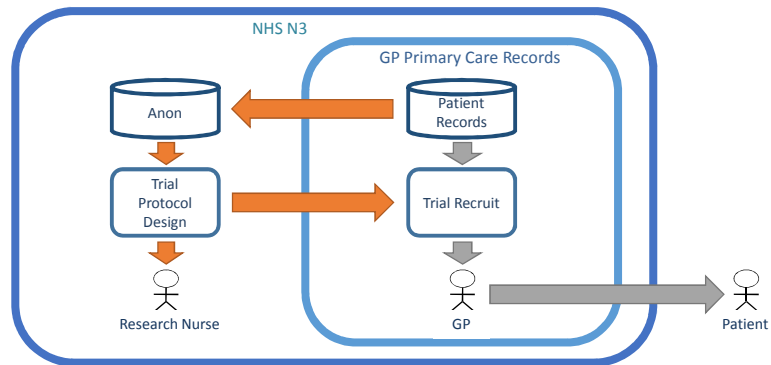 NHS N3
GP Primary Care Records
Anon
Patient
Records
Trial
Protocol
Design
Trial Recruit
Research Nurse
GP
Patient